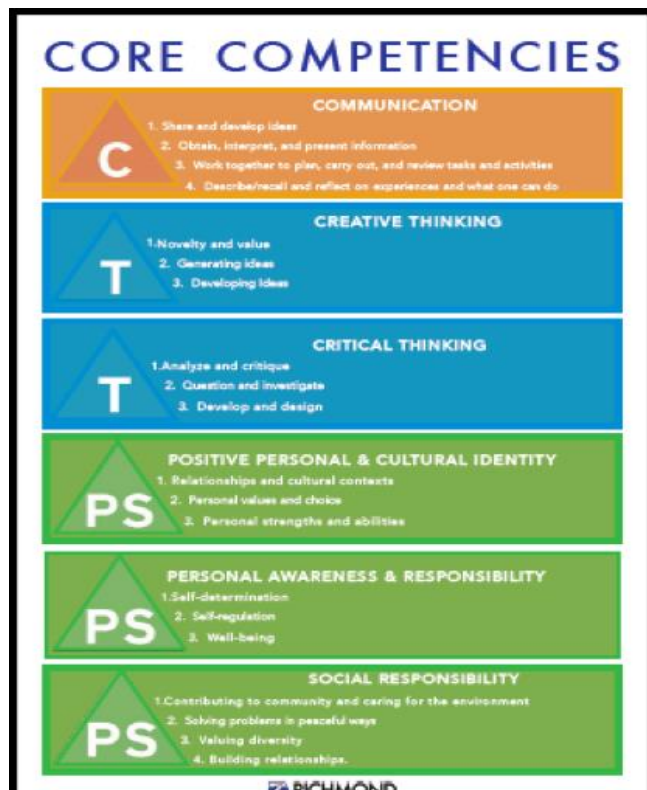 CORE COMPETENCIES
COMMUNICATION
1. Share and develop ideas
2. Obtain, interpret, and present information
3. Work together to plan, carry out, and review tasks and activities
4. Describe/recall and reflect on experiences and what one can do
C
CREATIVE THINKING
1.Novelty and value
2. Generating ideas
3. Developing ideas
T
CRITICAL THINKING
1.Analyze and critique
2. Question and investigate
3. Develop and design
T
POSITIVE PERSONAL & CULTURAL IDENTITY
1. Relationships and cultural contexts
2. Personal values and choice
3. Personal strengths and abilities
PS
PERSONAL AWARENESS & RESPONSIBILITY
1.Self-determination
2. Self-regulation
3. Well-being
PS
SOCIAL RESPONSIBILITY
1.Contributing to community and caring for the environment
2. Solving problems in peaceful ways
3. Valuing diversity
4. Building relationships.
PS
RICHMOND